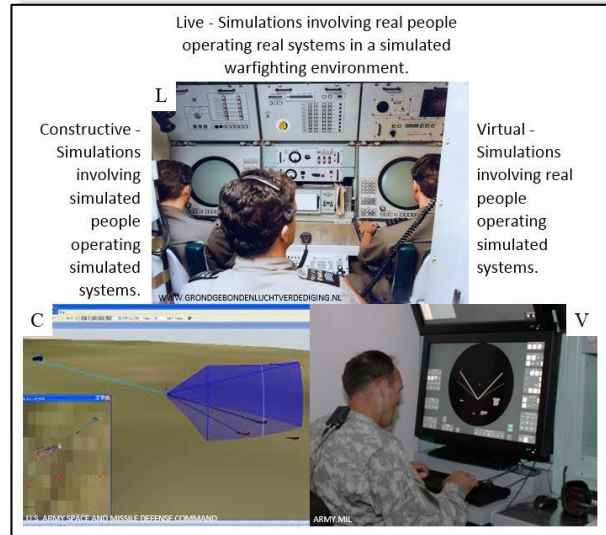 Live - Simulations involving real people
operating real systems in a simulated
warfighting environment.
L
Constructive -
Simulations
involving
simulated
people
operating
simulated
systems.
Virtual -
Simulations
involving real
people
operating
simulated
systems.
WWW.GRONDGEBONDENLUCHTVERDEDIGING.NL
C
V
U.S. ARMY SPACE AND MISSILE DEFENSE COMMAND
ARMY.MIL